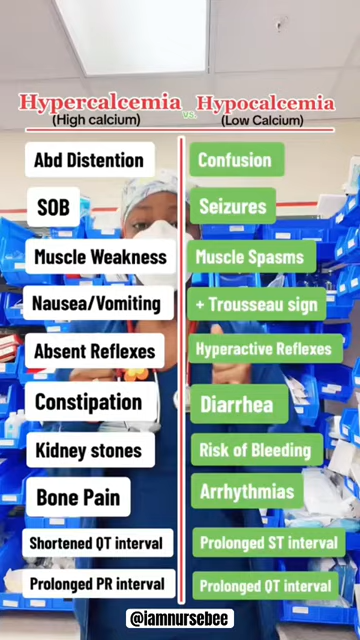 Hypercalcemia vs. Hypocalcemia
(High calcium) (Low Calcium)
Abd Distention Confusion
SOB Seizures
Muscle Weakness Muscle Spasms
Nausea/Vomiting + Trousseau sign
Absent Reflexes Hyperactive Reflexes
Constipation Diarrhea
Kidney stones Risk of Bleeding
Bone Pain Arrhythmias
Shortened QT interval Prolonged ST interval
Prolonged PR interval Prolonged QT interval
@iamnursebee